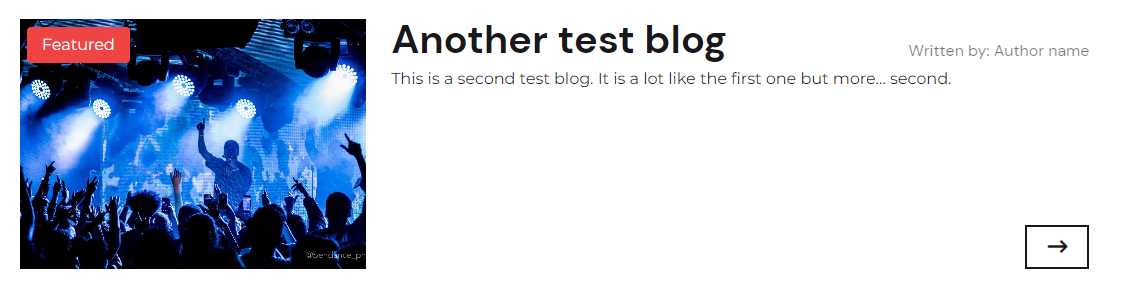 Featured
Another test blog
Written by: Author name
This is a second test blog. It is a lot like the first one but more... second.